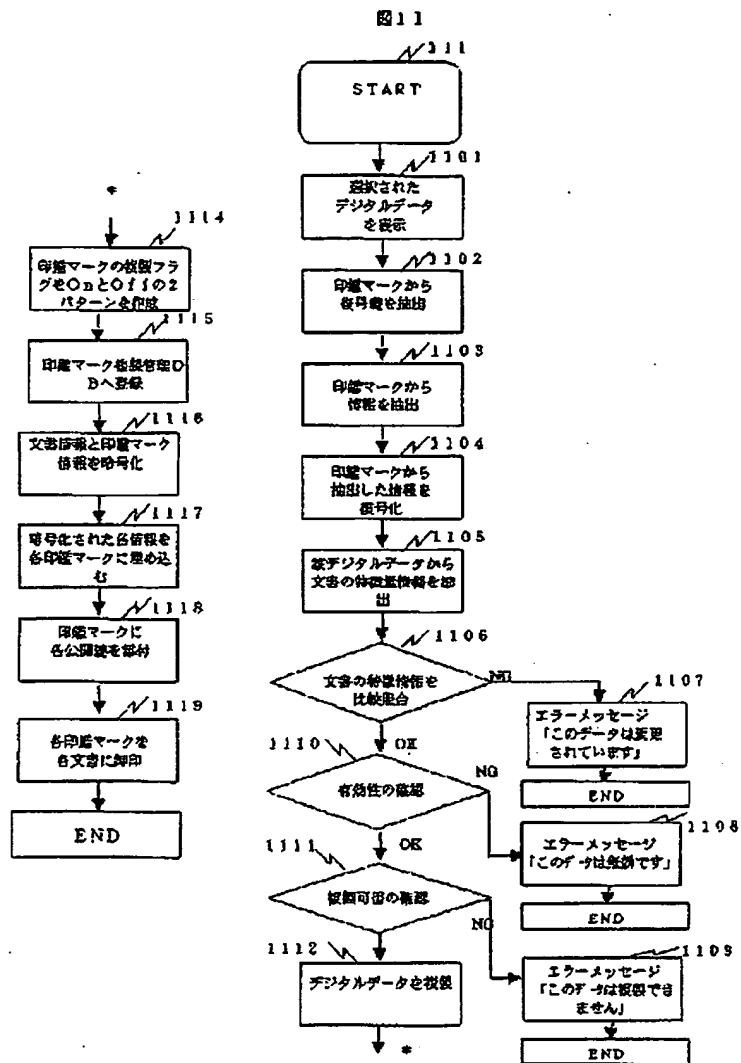 図11
111
START
1101
選択された
デジタルデータ
を表示
1102
印鑑マークから
復号鍵を抽出
1103
印鑑マークから
情報を抽出
1104
印鑑マークから
抽出した情報を
復号化
1105
該デジタルデータから
文書の特徴量情報を抽
出
1106
文書の特徴情報を
比較照合
NG
1107
エラーメッセージ
「このデータは変更
されています」
END
OK
1110
有効性の確認
NG
1108
エラーメッセージ
「このデータは無効です」
END
OK
1111
複製可否の確認
NG
1109
エラーメッセージ
「このデータは複製でき
ません」
END
1112
デジタルデータを複製
*
*
1114
印鑑マークの複製フラ
グをOnとOffの2
パターンを作成
1115
印鑑マーク複製管理D
Bへ登録
1116
文書情報と印鑑マーク
情報を暗号化
1117
暗号化された各情報を
各印鑑マークに埋め込
む
1118
印鑑マークに
各公開鍵を添付
1119
各印鑑マークを
各文書に押印
END